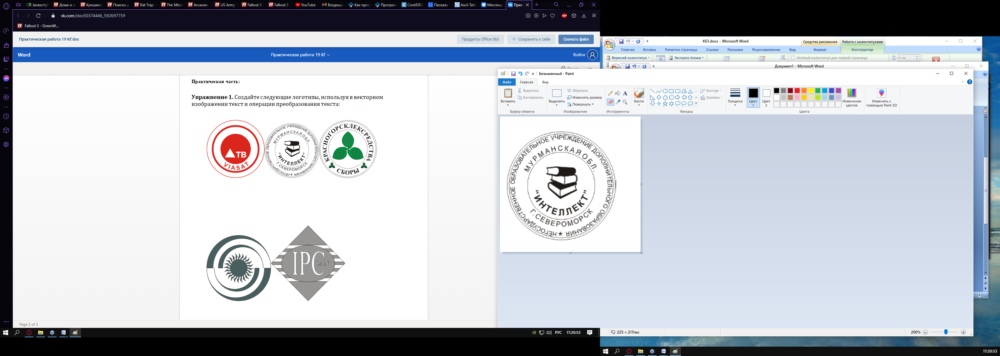 Javascript
Дома и л
Крошкин
Поиски д
Rat Trap –
The Missi
Ассасин –
US Army
Fallout 3
Fallout 3 –
YouTube
Входящи
Как пров
Програм
CorelDRA
Паскаль
Ascii Tabl
Мессенд
Прак
vk.com/doc50374446_592697759
ABP
Fallout 3 - GreenW...
Практическая работа 19 КГ.doc
Продукты Office 365
Сохранить к себе
Скачать файл
Word
Практическая работа 19 КГ
Войти
Практическая часть:
Упражнение 1. Создайте следующие логотипы, используя в векторном
изображении текст и операции преобразования текста:
ТВ
VIASAT
НЕГОСУДАРСТВЕННОЕ ОБРАЗОВАТЕЛЬНОЕ УЧРЕЖДЕНИЕ ДОПОЛНИТЕЛЬНОГО ОБРАЗОВАНИЯ
МУРМАНСКАЯ ОБЛ.
"ИНТЕЛЛЕКТ"
Г. СЕВЕРОМОРСК
КРАСНОГОРСКЛЕКСРЕДСТВА
СБОРЫ
IPC
LAN
Page 3 of 3
РУС
17:20:53
KG1.docx - Microsoft Word
Средства рисования
Работа с колонтитулами
Главная
Вставка
Разметка страницы
Ссылки
Рассылки
Рецензирование
Вид
Формат
Конструктор
Верхний колонтитул
Экспресс-блоки
Особый колонтитул для первой страницы
0 см
Документ1 - Microsoft Word
Безымянный - Paint
Файл
Главная
Вид
Вставить
Вырезать
Копировать
Буфер обмена
Выделить
Обрезать
Изменить размер
Повернуть
Изображение
Инструменты
Кисти
Контур
Заливка
Фигуры
Толщина
Цвет 1
Цвет 2
Изменение цветов
Цвета
Изменить с помощью Paint 3D
НЕГОСУДАРСТВЕННОЕ ОБРАЗОВАТЕЛЬНОЕ УЧРЕЖДЕНИЕ ДОПОЛНИТЕЛЬНОГО ОБРАЗОВАНИЯ
МУРМАНСКАЯ ОБЛ.
"ИНТЕЛЛЕКТ"
Г. СЕВЕРОМОРСК
225 × 217пкс
200%
17:20:53